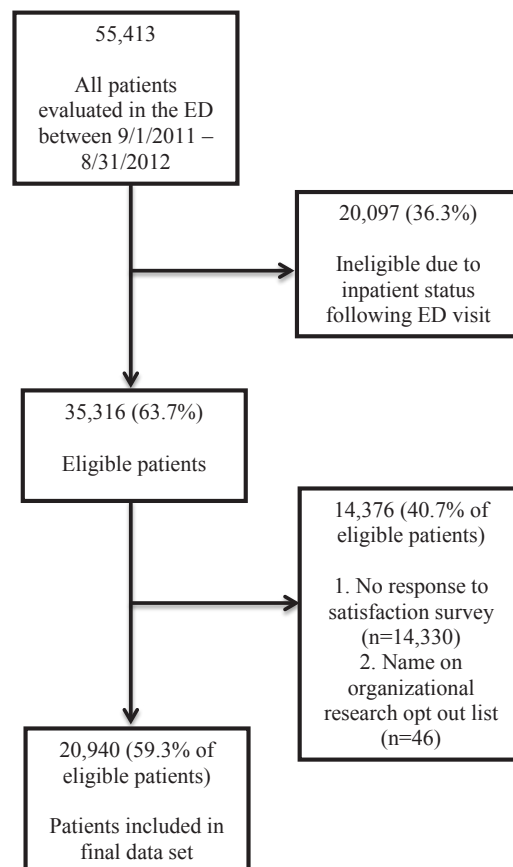 55,413
All patients
evaluated in the ED
between 9/1/2011 –
8/31/2012
20,097 (36.3%)
Ineligible due to
inpatient status
following ED visit
35,316 (63.7%)
Eligible patients
14,376 (40.7% of
eligible patients)
1. No response to
satisfaction survey
(n=14,330)
2. Name on
organizational
research opt out list
(n=46)
20,940 (59.3% of
eligible patients)
Patients included in
final data set